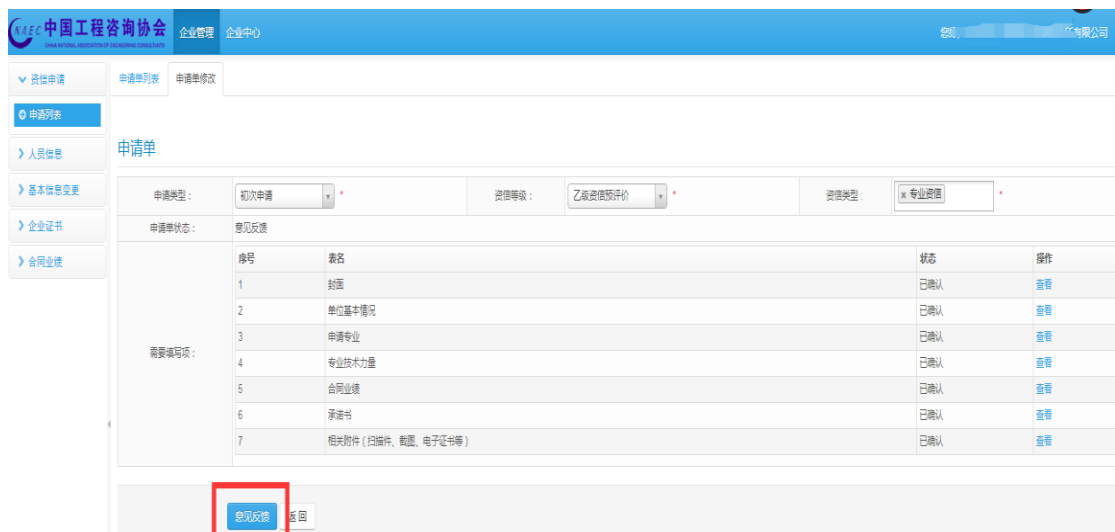 NAEC 中国工程咨询协会 企业管理 企业中心 您好, 有限公司
CHINA NATIONAL ASSOCIATION OF ENGINEERING CONSULTANTS
资信申请 申请单列表 申请单修改
申请列表
人员信息 申请单
基本信息变更 申请类型: 初次申请 * 资信等级: 乙级资信预评价 * 资信类型: x 专业资信 *
企业证书 申请单状态: 意见反馈
合同业绩 序号 表名 状态 操作
1 封面 已确认 查看
2 单位基本情况 已确认 查看
3 申请专业 已确认 查看
需要填写项:
4 专业技术力量 已确认 查看
5 合同业绩 已确认 查看
6 承诺书 已确认 查看
7 相关附件(扫描件、截图、电子证书等) 已确认 查看
意见反馈 返回